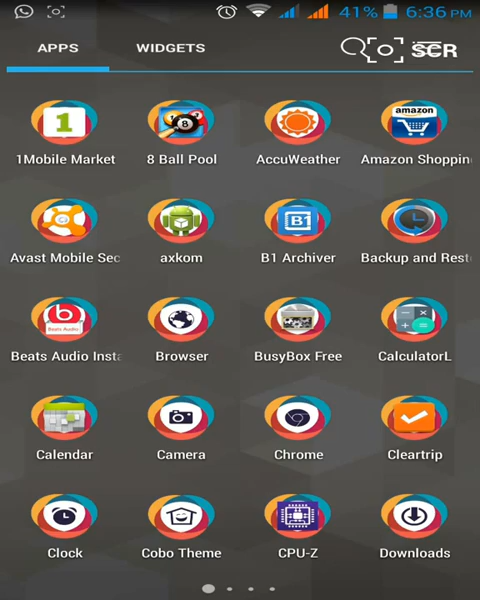 41% 6:36 PM
APPS WIDGETS SCR
1 8 amazon
1Mobile Market 8 Ball Pool AccuWeather Amazon Shoppin
B1
Avast Mobile Sec axkom B1 Archiver Backup and Rest
Beats Audio
Beats Audio Insta Browser BusyBox Free CalculatorL
Calendar Camera Chrome Cleartrip
Clock Cobo Theme CPU-Z Downloads